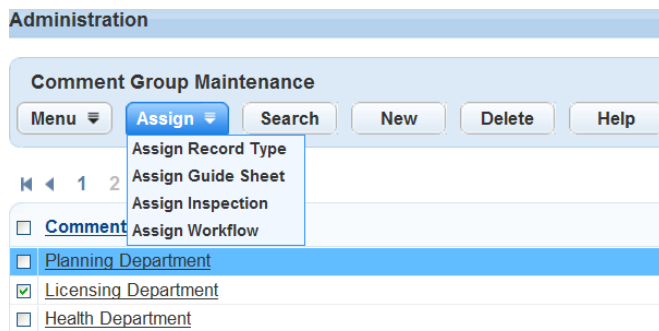 Administration
Comment Group Maintenance
Menu Assign Search New Delete Help
Assign Record Type
Assign Guide Sheet
Assign Inspection
Assign Workflow
1 2
Comment
Planning Department
Licensing Department
Health Department